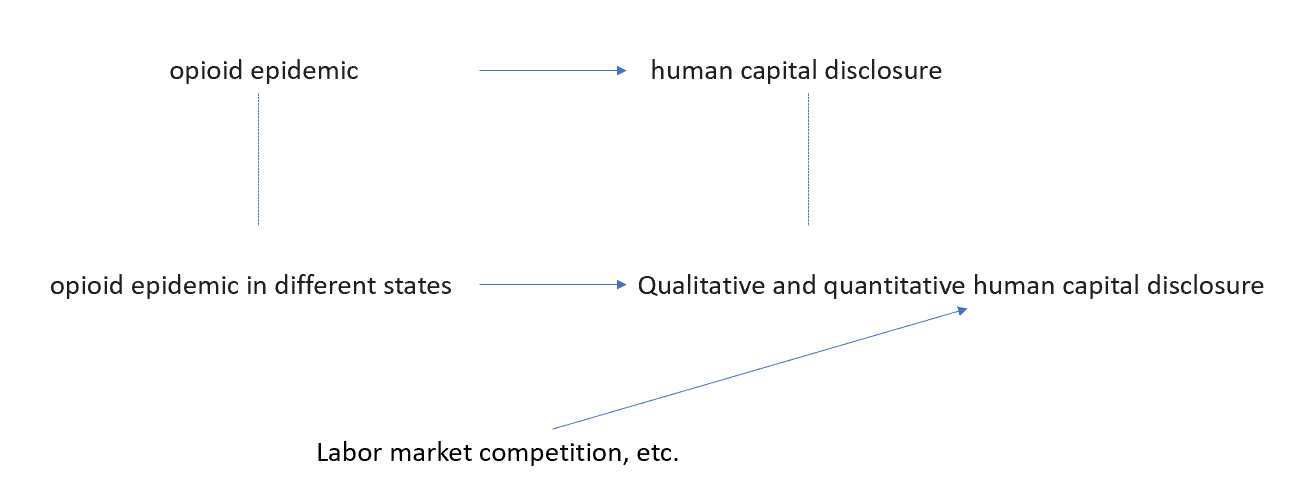 opioid epidemic
human capital disclosure
opioid epidemic in different states
Qualitative and quantitative human capital disclosure
Labor market competition, etc.